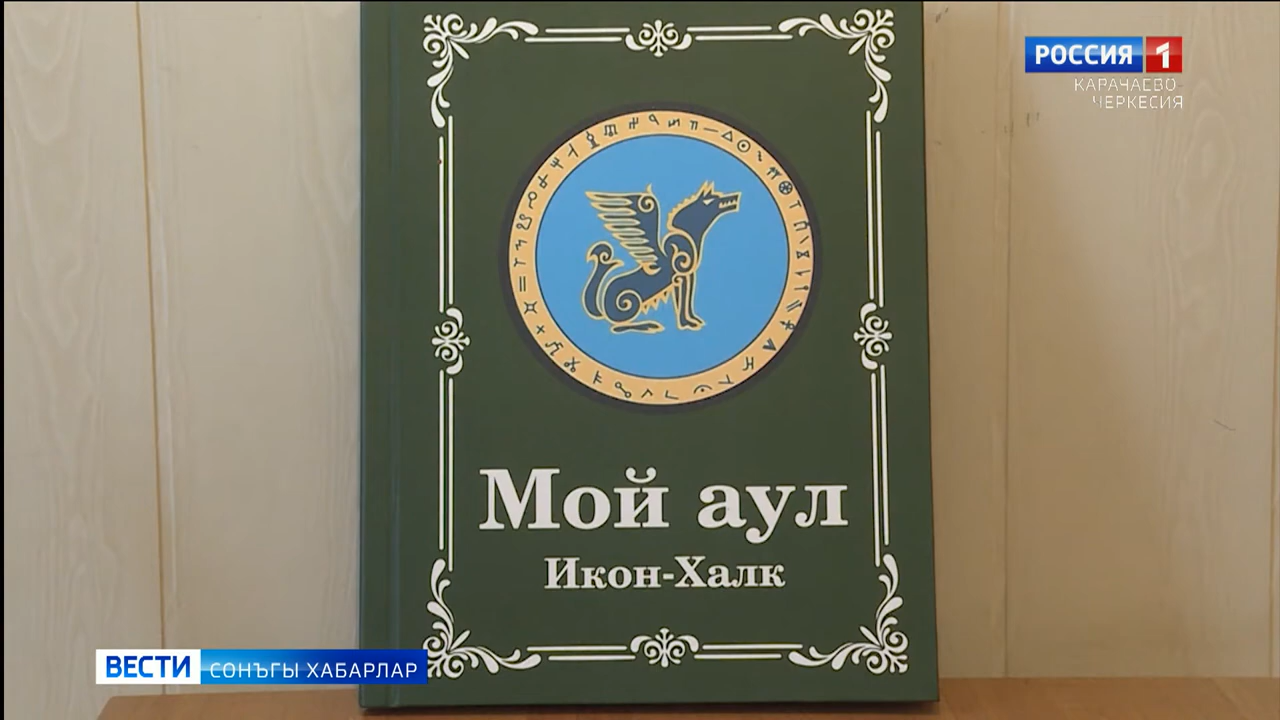 РОССИЯ 1
КАРАЧАЕВО-
ЧЕРКЕСИЯ
Мой аул
Икон-Халк
ВЕСТИ СОНЪГЫ ХАБАРЛАР